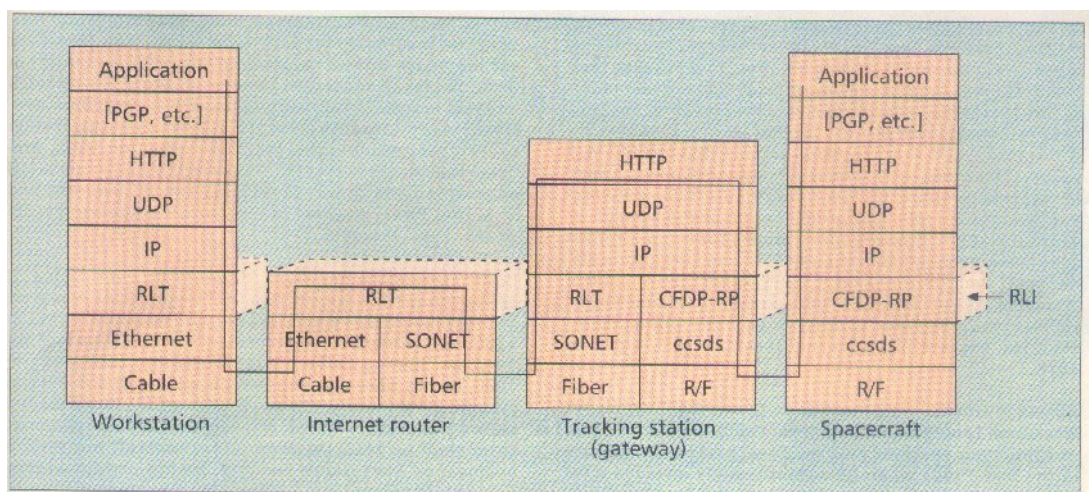 Application
[PGP, etc.]
HTTP
UDP
IP
RLT
Ethernet
Cable
Workstation
RLT
Ethernet SONET
Cable Fiber
Internet router
HTTP
UDP
IP
RLT CFDP-RP
SONET ccsds
Fiber R/F
Tracking station
(gateway)
Application
[PGP, etc.]
HTTP
UDP
IP
CFDP-RP
ccsds
R/F
Spacecraft
RLI